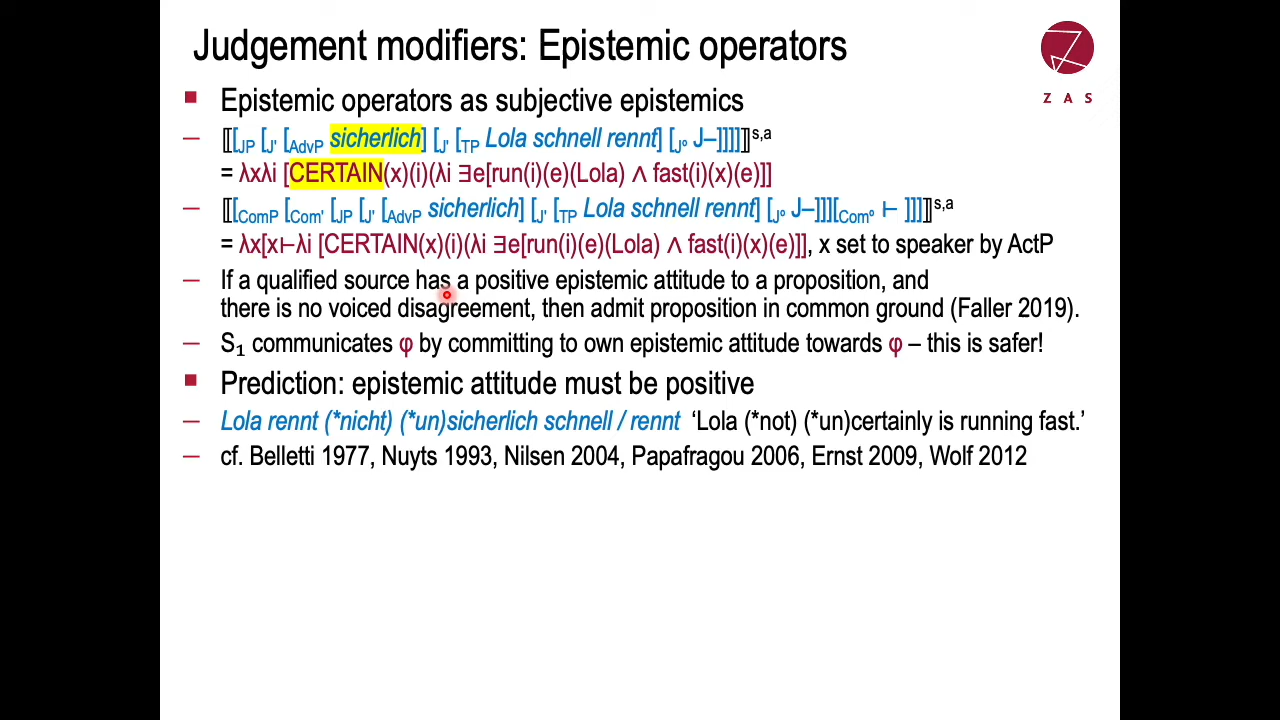 Judgement modifiers: Epistemic operators
Z A S
Epistemic operators as subjective epistemics
– ⟦[JP [J' [AdvP sicherlich] [J' [TP Lola schnell rennt] [J° J–]]]]⟧s,a
= λxλi [CERTAIN(x)(i)(λi ∃e[run(i)(e)(Lola) ∧ fast(i)(x)(e)]]
– ⟦[ComP [Com' [JP [J' [AdvP sicherlich] [J' [TP Lola schnell rennt] [J° J–]]][Com° ⊢ ]]]⟧s,a
= λx[x⊢λi [CERTAIN(x)(i)(λi ∃e[run(i)(e)(Lola) ∧ fast(i)(x)(e)]], x set to speaker by ActP
– If a qualified source has a positive epistemic attitude to a proposition, and
there is no voiced disagreement, then admit proposition in common ground (Faller 2019).
– S₁ communicates φ by committing to own epistemic attitude towards φ – this is safer!
Prediction: epistemic attitude must be positive
– Lola rennt (*nicht) (*un)sicherlich schnell / rennt ‘Lola (*not) (*un)certainly is running fast.’
– cf. Belletti 1977, Nuyts 1993, Nilsen 2004, Papafragou 2006, Ernst 2009, Wolf 2012